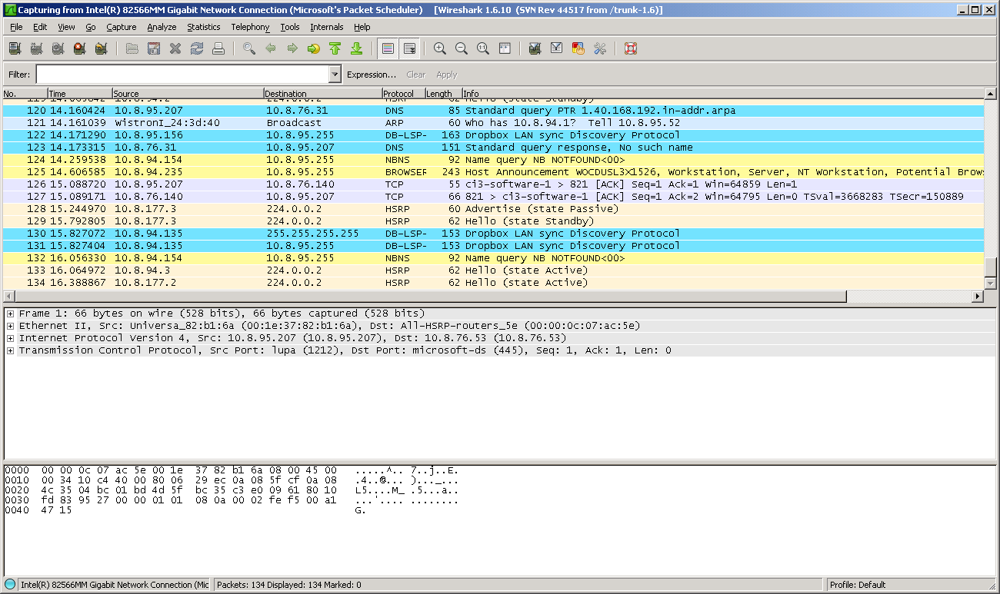 Capturing from Intel(R) 82566MM Gigabit Network Connection (Microsoft's Packet Scheduler) [Wireshark 1.6.10 (SVN Rev 44517 from /trunk-1.6)]
File Edit View Go Capture Analyze Statistics Telephony Tools Internals Help
Filter: Expression... Clear Apply
No. Time Source Destination Protocol Length Info
119 14.065842 10.8.94.2 224.0.0.2 HSRP 62 Hello (state Standby)
120 14.160424 10.8.95.207 10.8.76.31 DNS 85 Standard query PTR 1.40.168.192.in-addr.arpa
121 14.161039 WistronI_24:3d:40 Broadcast ARP 60 Who has 10.8.94.1? Tell 10.8.95.52
122 14.171290 10.8.95.156 10.8.95.255 DB-LSP- 163 Dropbox LAN sync Discovery Protocol
123 14.173315 10.8.76.31 10.8.95.207 DNS 151 Standard query response, No such name
124 14.259538 10.8.94.154 10.8.95.255 NBNS 92 Name query NB NOTFOUND<00>
125 14.606585 10.8.94.235 10.8.95.255 BROWSER 243 Host Announcement WOCDUSL3X1526, Workstation, Server, NT Workstation, Potential Brows
126 15.088720 10.8.95.207 10.8.76.140 TCP 55 ci3-software-1 > 821 [ACK] Seq=1 Ack=1 Win=64859 Len=1
127 15.089171 10.8.76.140 10.8.95.207 TCP 66 821 > ci3-software-1 [ACK] Seq=1 Ack=2 Win=64795 Len=0 TSval=3668283 TSecr=150889
128 15.244970 10.8.177.3 224.0.0.2 HSRP 60 Advertise (state Passive)
129 15.792805 10.8.177.3 224.0.0.2 HSRP 62 Hello (state Standby)
130 15.827072 10.8.94.135 255.255.255.255 DB-LSP- 153 Dropbox LAN sync Discovery Protocol
131 15.827404 10.8.94.135 10.8.95.255 DB-LSP- 153 Dropbox LAN sync Discovery Protocol
132 16.056330 10.8.94.154 10.8.95.255 NBNS 92 Name query NB NOTFOUND<00>
133 16.064972 10.8.94.3 224.0.0.2 HSRP 62 Hello (state Active)
134 16.388867 10.8.177.2 224.0.0.2 HSRP 62 Hello (state Active)
Frame 1: 66 bytes on wire (528 bits), 66 bytes captured (528 bits)
Ethernet II, Src: Universa_82:b1:6a (00:1e:37:82:b1:6a), Dst: All-HSRP-routers_5e (00:00:0c:07:ac:5e)
Internet Protocol Version 4, Src: 10.8.95.207 (10.8.95.207), Dst: 10.8.76.53 (10.8.76.53)
Transmission Control Protocol, Src Port: lupa (1212), Dst Port: microsoft-ds (445), Seq: 1, Ack: 1, Len: 0
0000 00 00 0c 07 ac 5e 00 1e 37 82 b1 6a 08 00 45 00 .....^.. 7..j..E.
0010 00 34 10 c4 40 00 80 06 29 ec 0a 08 5f cf 0a 08 .4..@... )..._...
0020 4c 35 04 bc 01 bd 4d 5f bc 35 c3 e0 09 61 80 10 L5....M_ .5...a..
0030 fd 83 95 27 00 00 01 01 08 0a 00 02 fe f5 00 a1 ...'.... ........
0040 47 15 G.
Intel(R) 82566MM Gigabit Network Connection (Mic Packets: 134 Displayed: 134 Marked: 0 Profile: Default